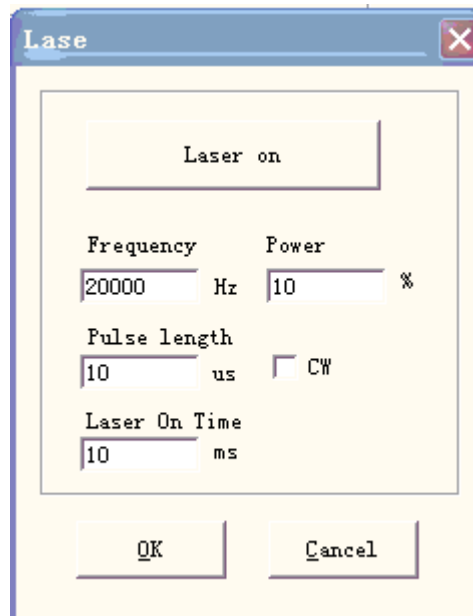 Lase
Laser on
Frequency Power
20000 Hz 10 %
Pulse length
10 us CW
Laser On Time
10 ms
OK Cancel